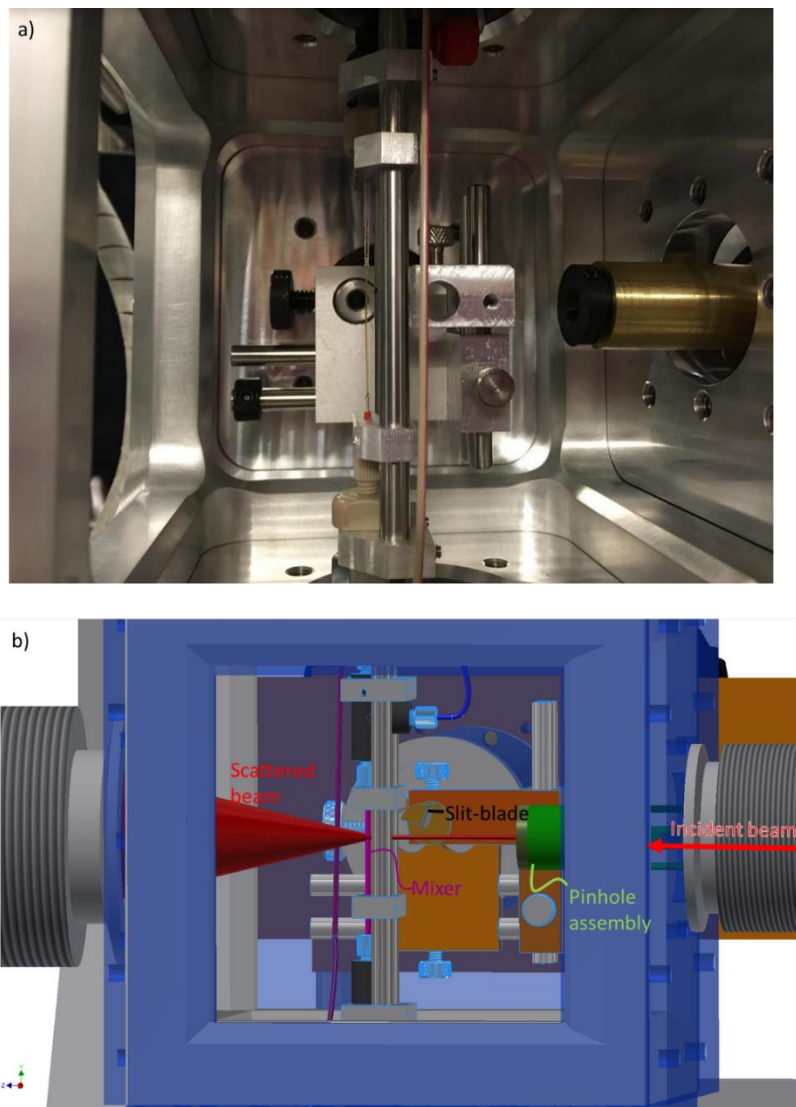 a)
b)
Scattered
beam
Slit-blade
Incident beam
Mixer
Pinhole
assembly
Y
Z